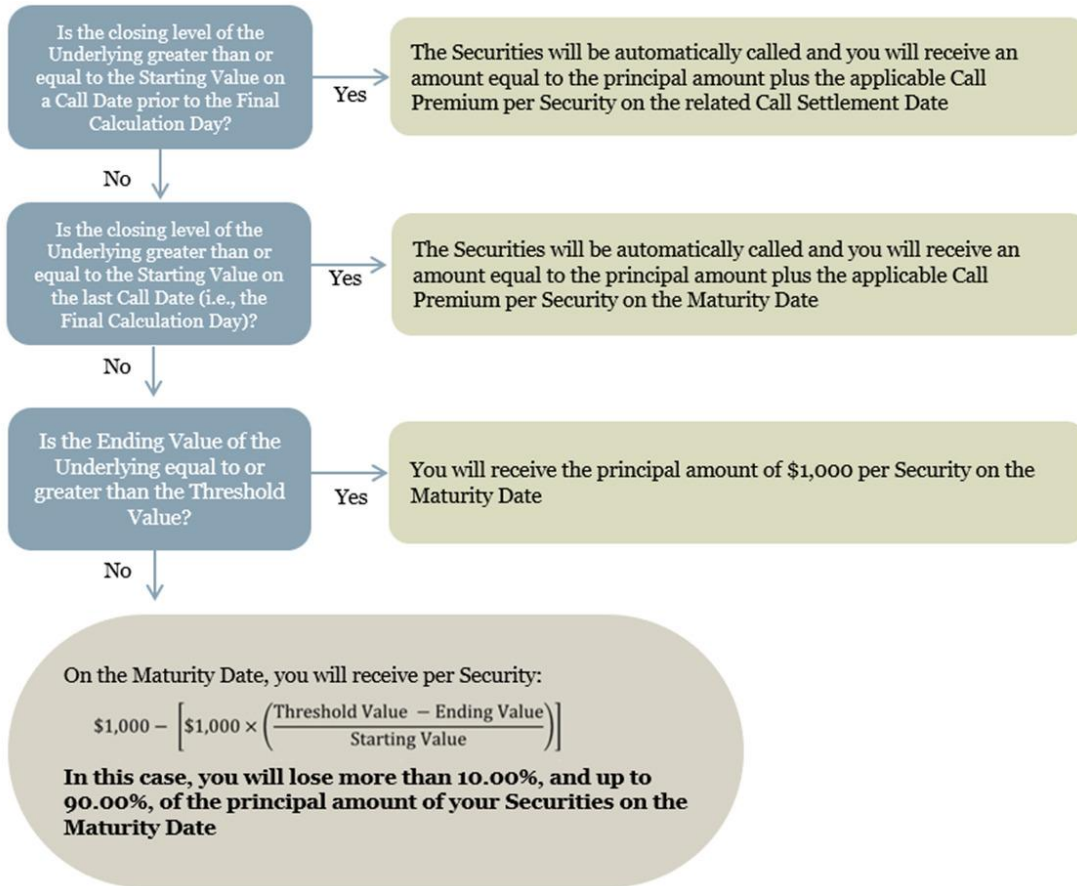 Is the closing level of the
Underlying greater than or
equal to the Starting Value on
a Call Date prior to the Final
Calculation Day?
Yes
The Securities will be automatically called and you will receive an
amount equal to the principal amount plus the applicable Call
Premium per Security on the related Call Settlement Date
No
Is the closing level of the
Underlying greater than or
equal to the Starting Value on
the last Call Date (i.e., the
Final Calculation Day)?
Yes
The Securities will be automatically called and you will receive an
amount equal to the principal amount plus the applicable Call
Premium per Security on the Maturity Date
No
Is the Ending Value of the
Underlying equal to or
greater than the Threshold
Value?
Yes
You will receive the principal amount of $1,000 per Security on the
Maturity Date
No
On the Maturity Date, you will receive per Security:
$1,000 − [$1,000 × (Threshold Value − Ending Value / Starting Value)]
In this case, you will lose more than 10.00%, and up to
90.00%, of the principal amount of your Securities on the
Maturity Date